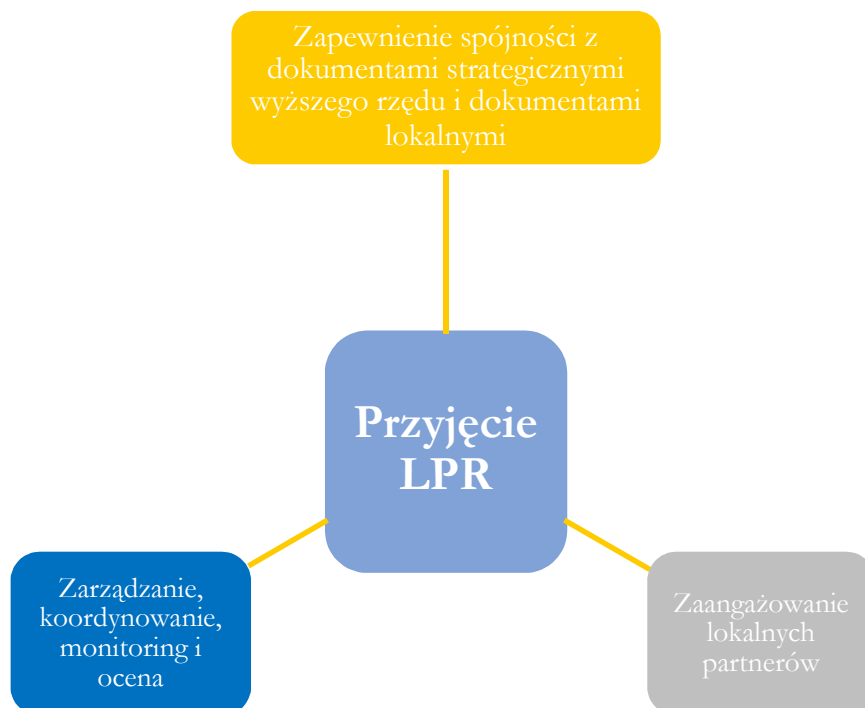 Zapewnienie spójności z
dokumentami strategicznymi
wyższego rzędu i dokumentami
lokalnymi
Przyjęcie
LPR
Zarządzanie,
koordynowanie,
monitoring i
ocena
Zaangażowanie
lokalnych
partnerów